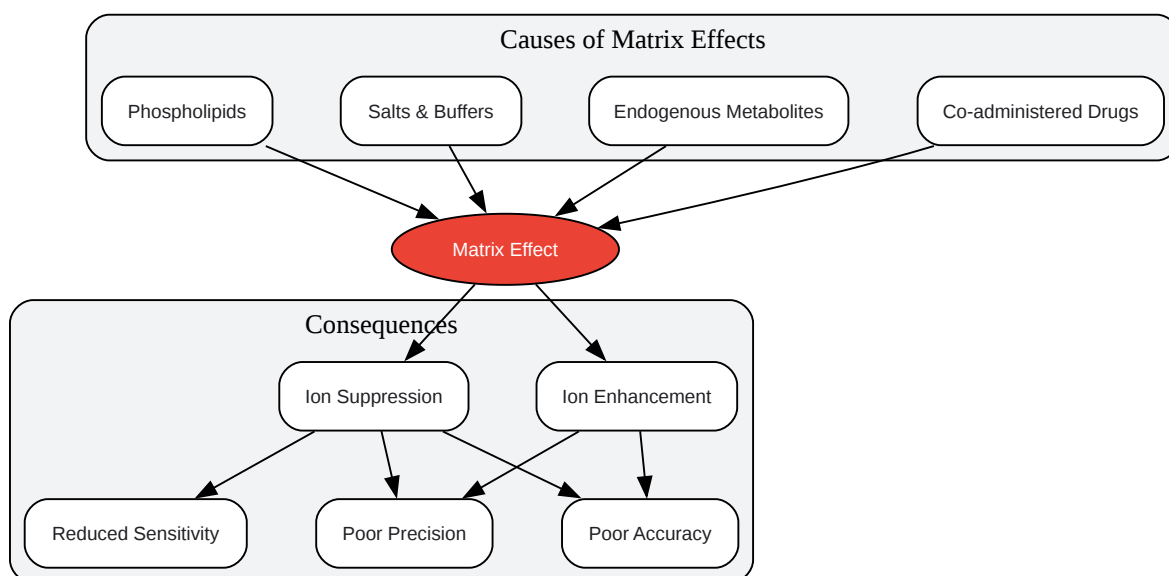 Causes of Matrix Effects
Phospholipids
Salts & Buffers
Endogenous Metabolites
Co-administered Drugs
Matrix Effect
Consequences
Ion Suppression
Ion Enhancement
Reduced Sensitivity
Poor Precision
Poor Accuracy